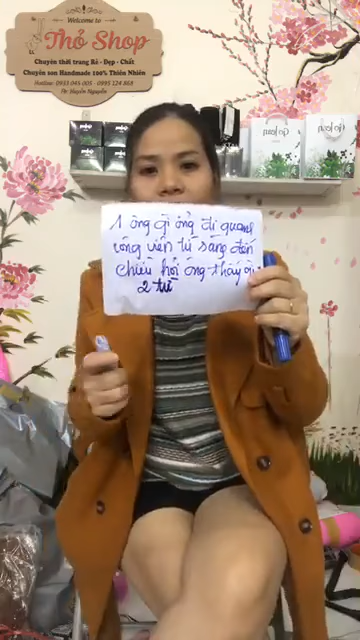 Welcome to
Thỏ Shop
Chuyên thời trang Rẻ - Đẹp - Chất
Chuyên son Handmade 100% Thiên Nhiên
1 ông gì ổng đi quanh
công viên từ sáng đến
chiều hỏi ông thấy gì
2 từ